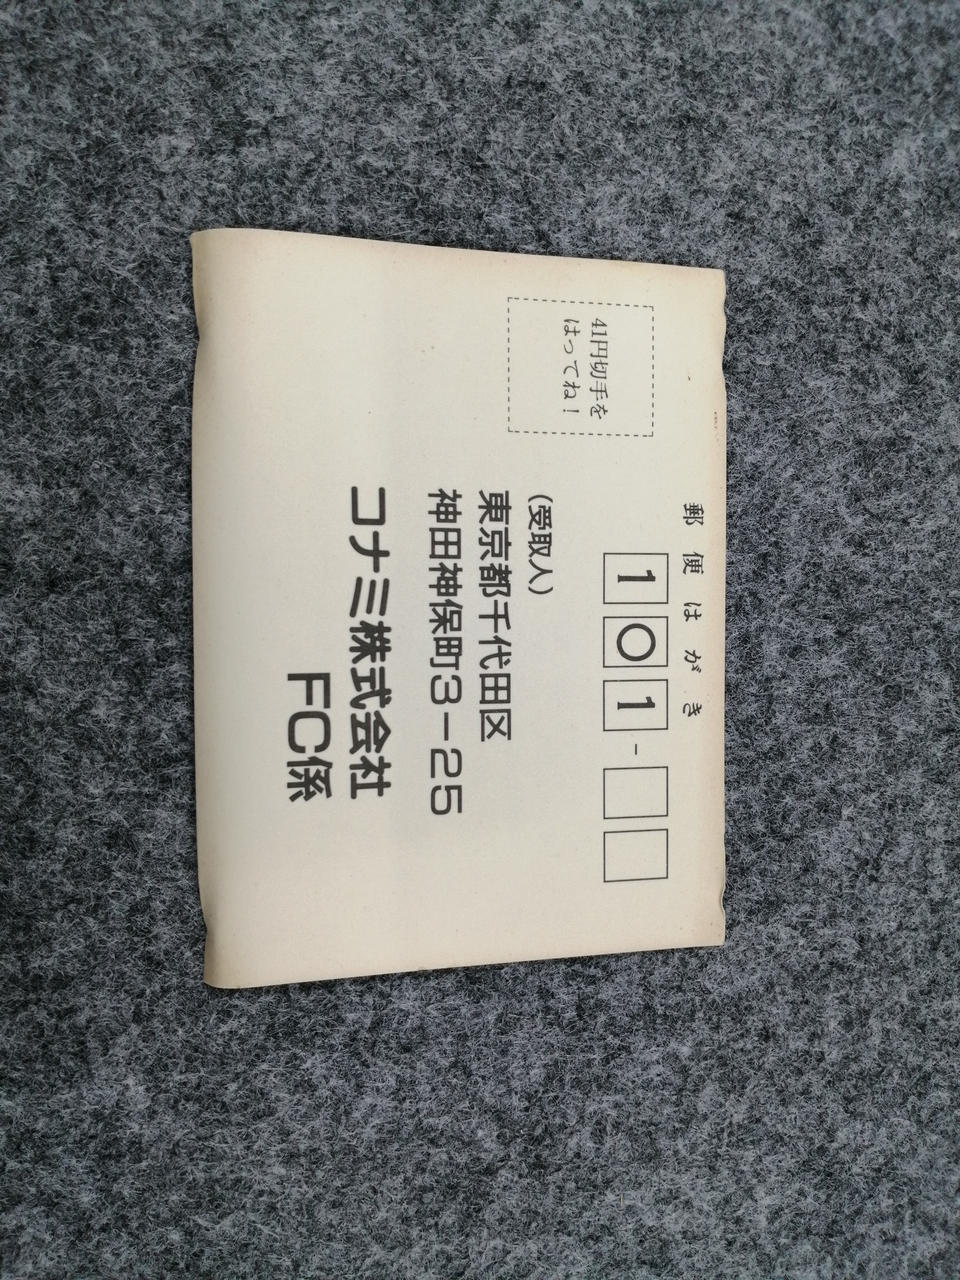 郵便はがき
101-
41円切手を
はってね！
(受取人)
東京都千代田区
神田神保町3-25
コナミ株式会社
FC係